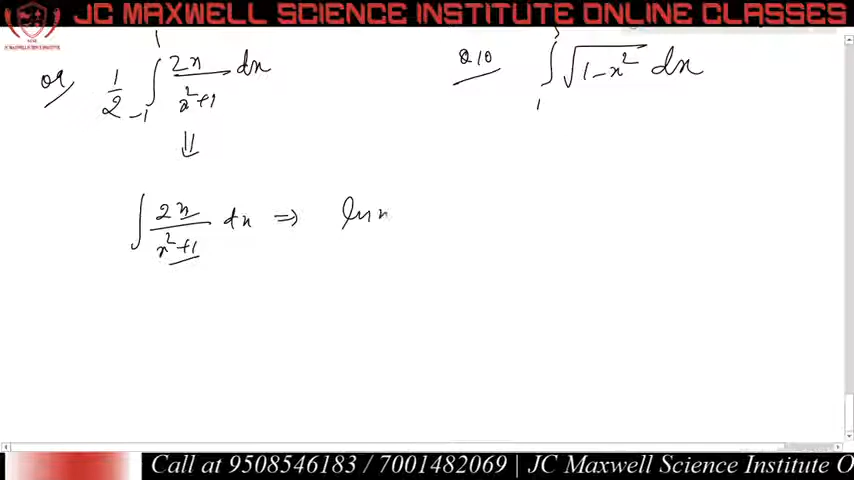 JC MAXWELL SCIENCE INSTITUTE ONLINE CLASSES
or 1/2 ∫_{-1}^{1} 2x/(x²+1) dx
Q10 ∫ √(1-x²) dx
⇓
∫ 2x/(x²+1) dx ⇒ ln x
Call at 9508546183 / 7001482069 | JC Maxwell Science Institute O